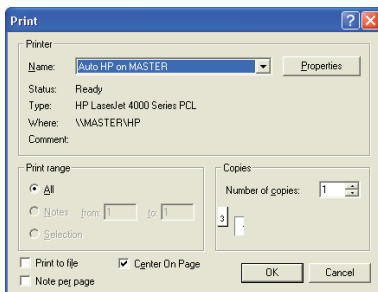 Print
Printer
Name: Auto HP on MASTER Properties
Status: Ready
Type: HP LaserJet 4000 Series PCL
Where: \\MASTER\HP
Comment:
Print range
All
Notes from: 1 to: 1
Selection
Copies
Number of copies: 1
3
Print to file Center On Page
Note per page
OK Cancel